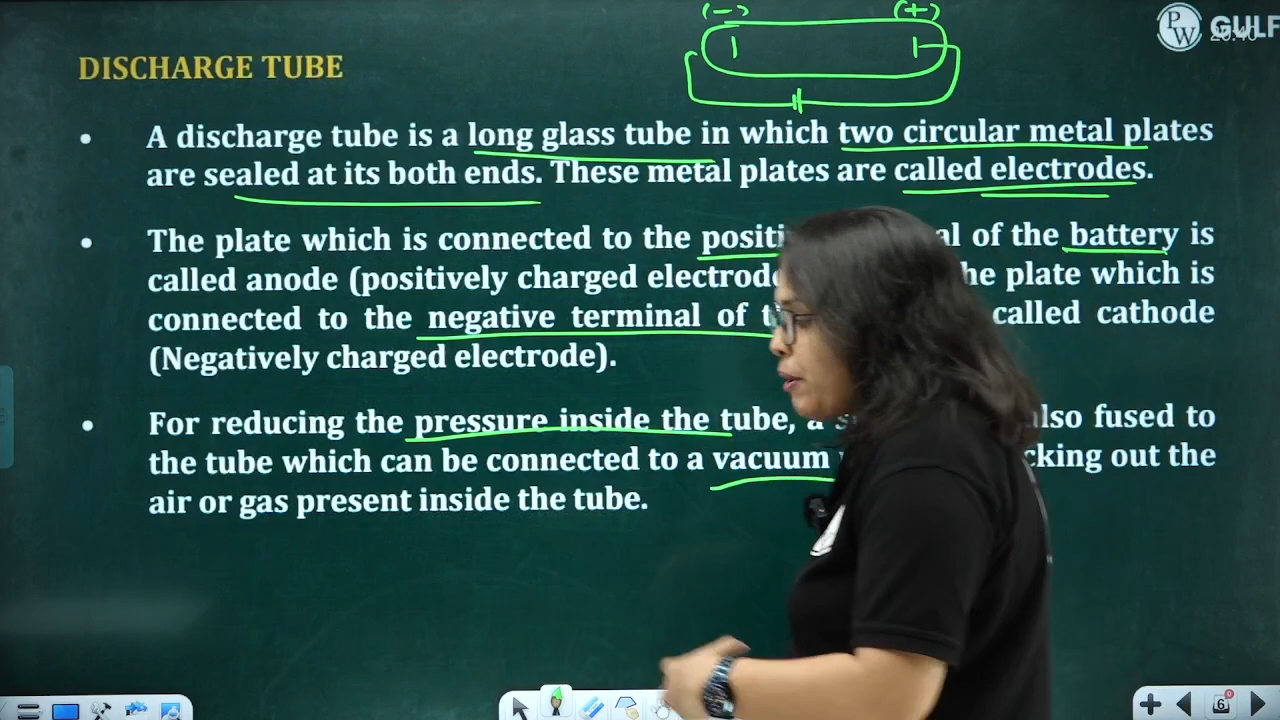 (-) (+)
PW GULF
DISCHARGE TUBE
• A discharge tube is a long glass tube in which two circular metal plates
are sealed at its both ends. These metal plates are called electrodes.
• The plate which is connected to the positi al of the battery is
called anode (positively charged electrode he plate which is
connected to the negative terminal of called cathode
(Negatively charged electrode).
• For reducing the pressure inside the tube, a lso fused to
the tube which can be connected to a vacuum cking out the
air or gas present inside the tube.
6